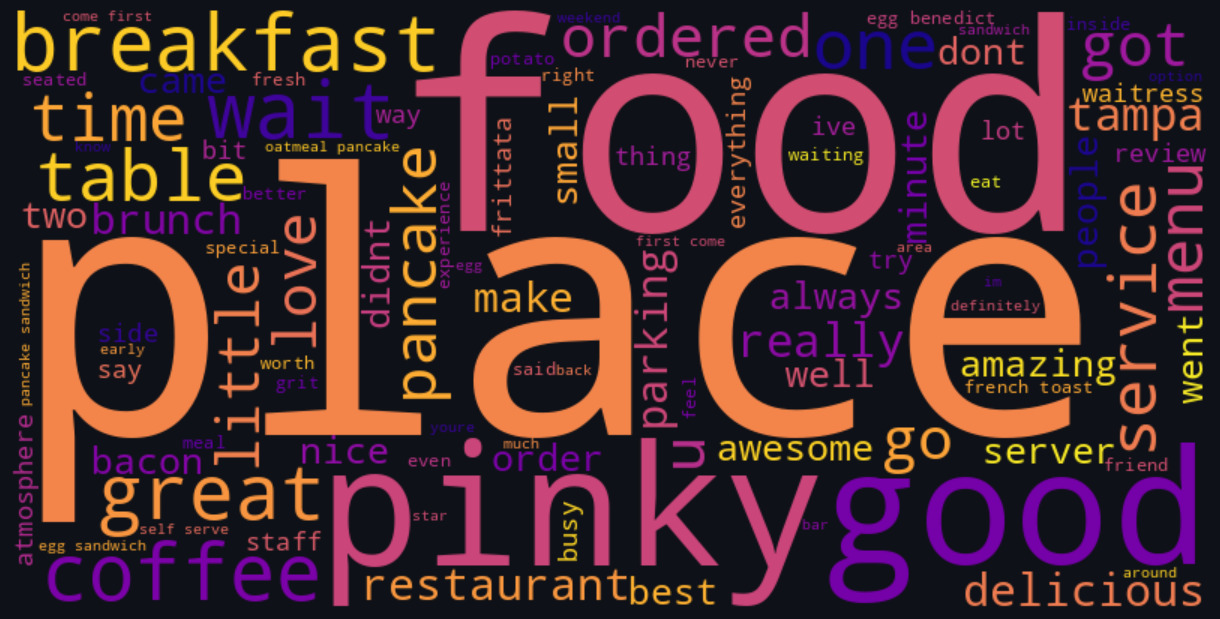 come first
weekend
egg benedict
sandwich
inside
breakfast
food
ordered
one
dont
got
potato
never
seated
came
fresh
right
option
waitress
time
wait
way
frittata
small
everything
ive
minute
lot
tampa
know
bit
oatmeal pancake
thing
waiting
people
review
table
better
pancake
experience
eat
menu
two
brunch
special
love
didnt
egg
first come
area
try
service
place
pancake sandwich
little
make
parking
always
im
definitely
side
early
say
worth
grit
said
back
feel
really
well
amazing
french toast
went
atmosphere
youre
meal
bacon
nice
even
much
order
u
awesome
go
server
friend
great
pinky
good
star
busy
bar
self serve
egg sandwich
staff
coffee
restaurant
best
around
delicious